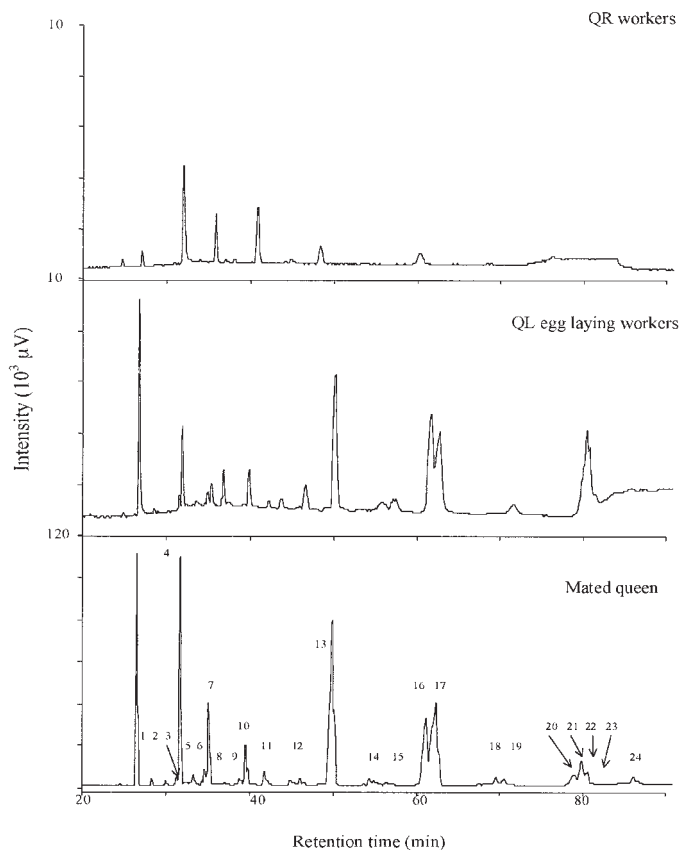 10
QR workers
10
QL egg laying workers
Intensity (10³ µV)
120
4
Mated queen
13
7
16 17
10
20 21 22 23
1 2 3 5 6 8 9 11 12 14 15 18 19 24
20 40 60 80
Retention time (min)